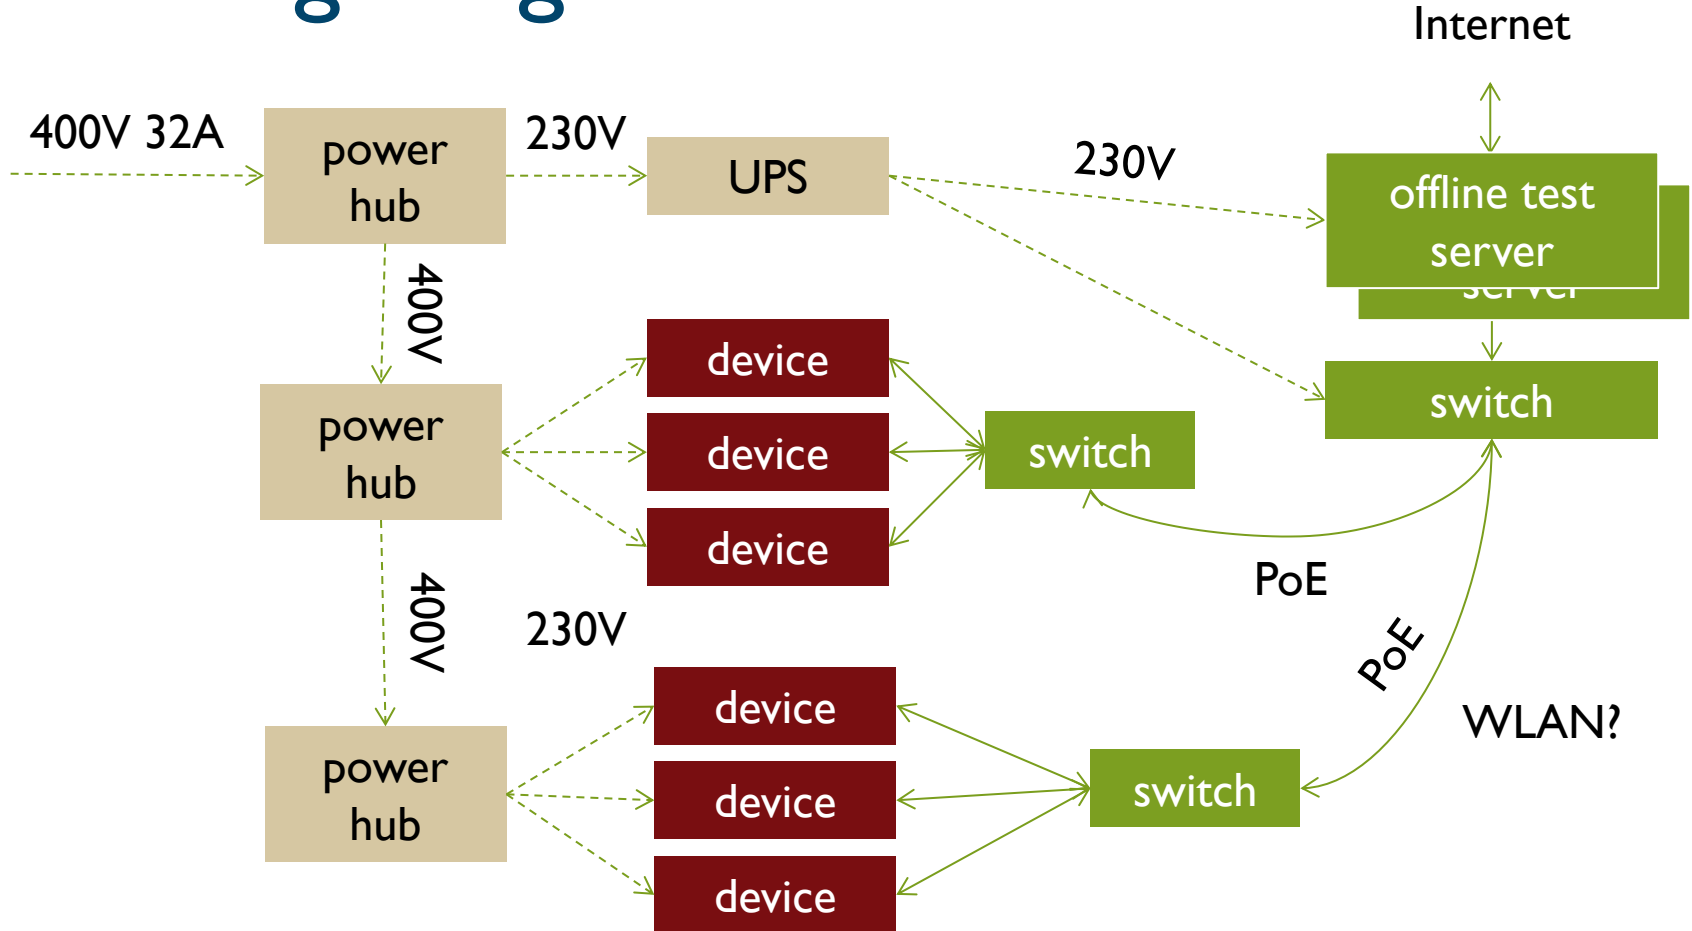 Internet
400V 32A
power
hub
230V
UPS
230V
offline test
server
server
400V
device
device
device
power
hub
switch
switch
PoE
400V
230V
PoE
WLAN?
device
device
device
power
hub
switch